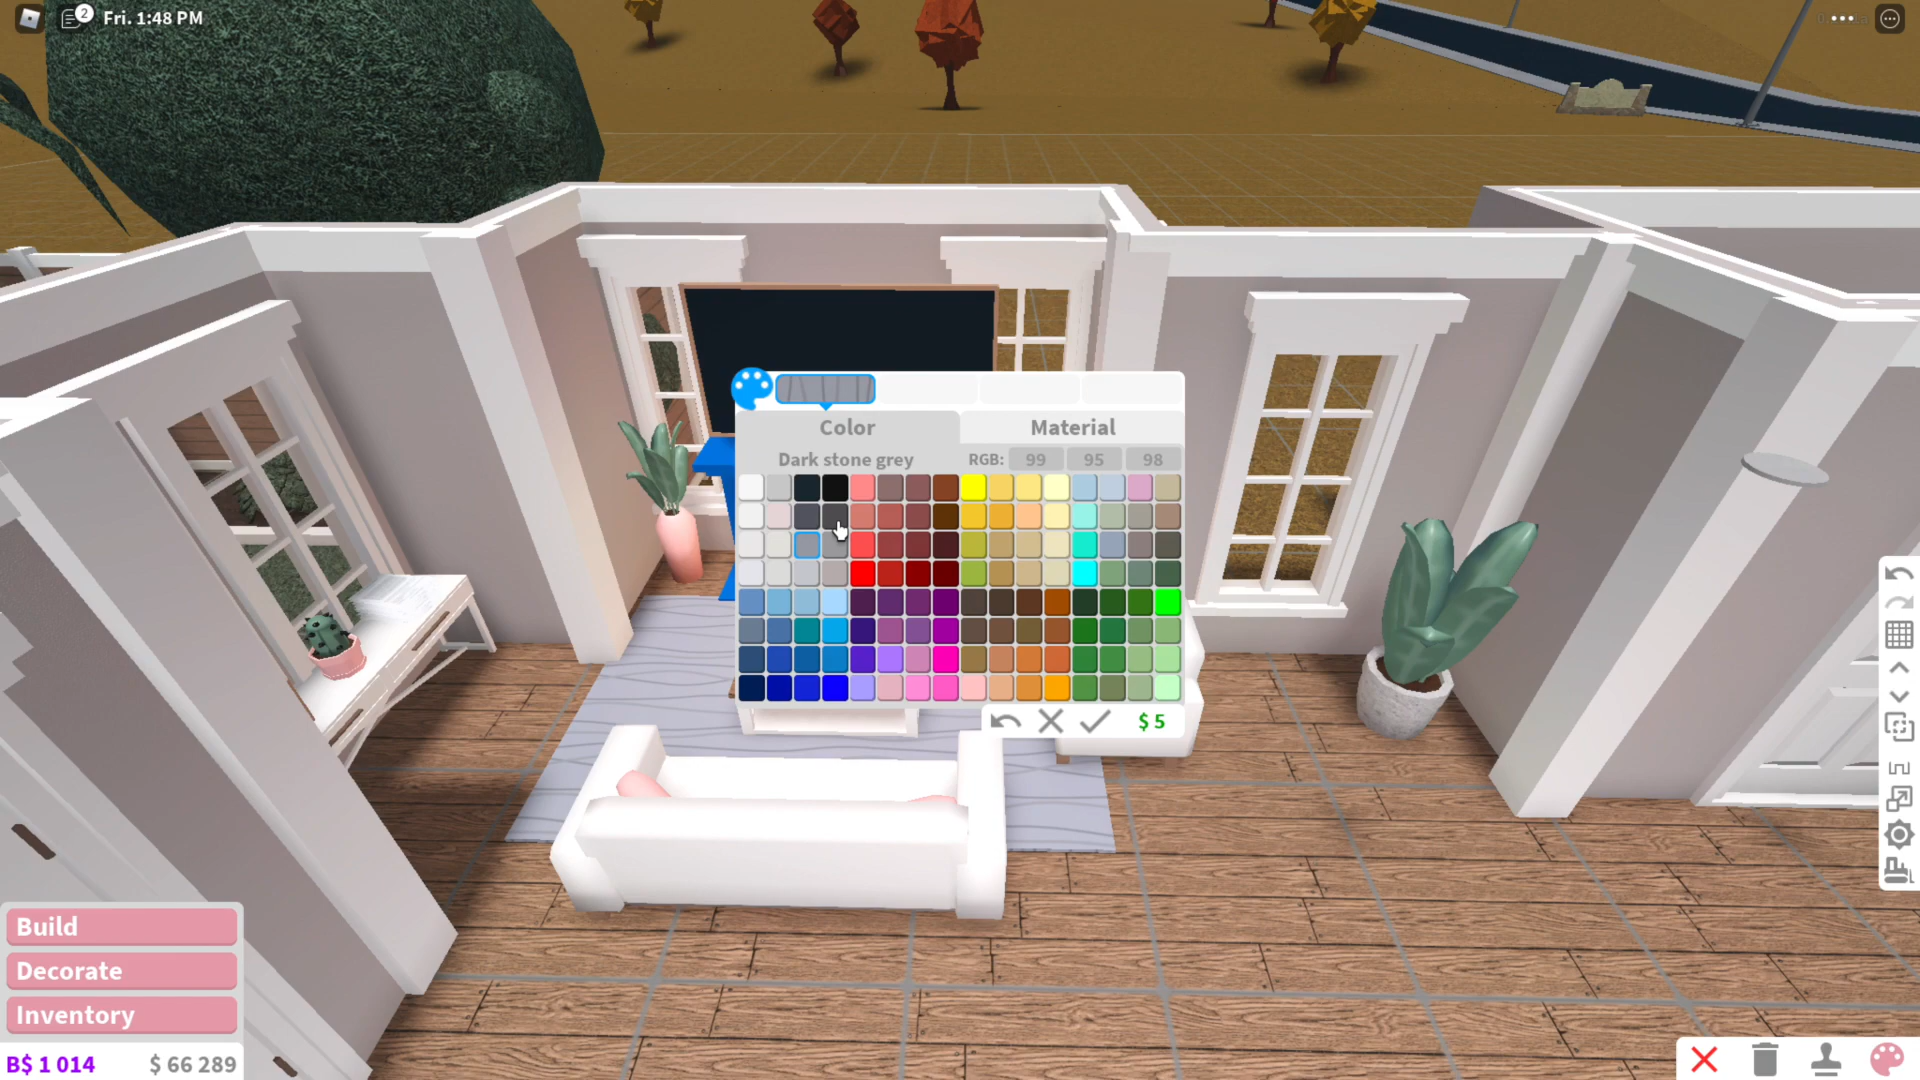 2
Fri. 1:48 PM
Color
Material
Dark stone grey
RGB: 99 95 98
$ 5
Build
Decorate
Inventory
B$ 1 014
$ 66 289